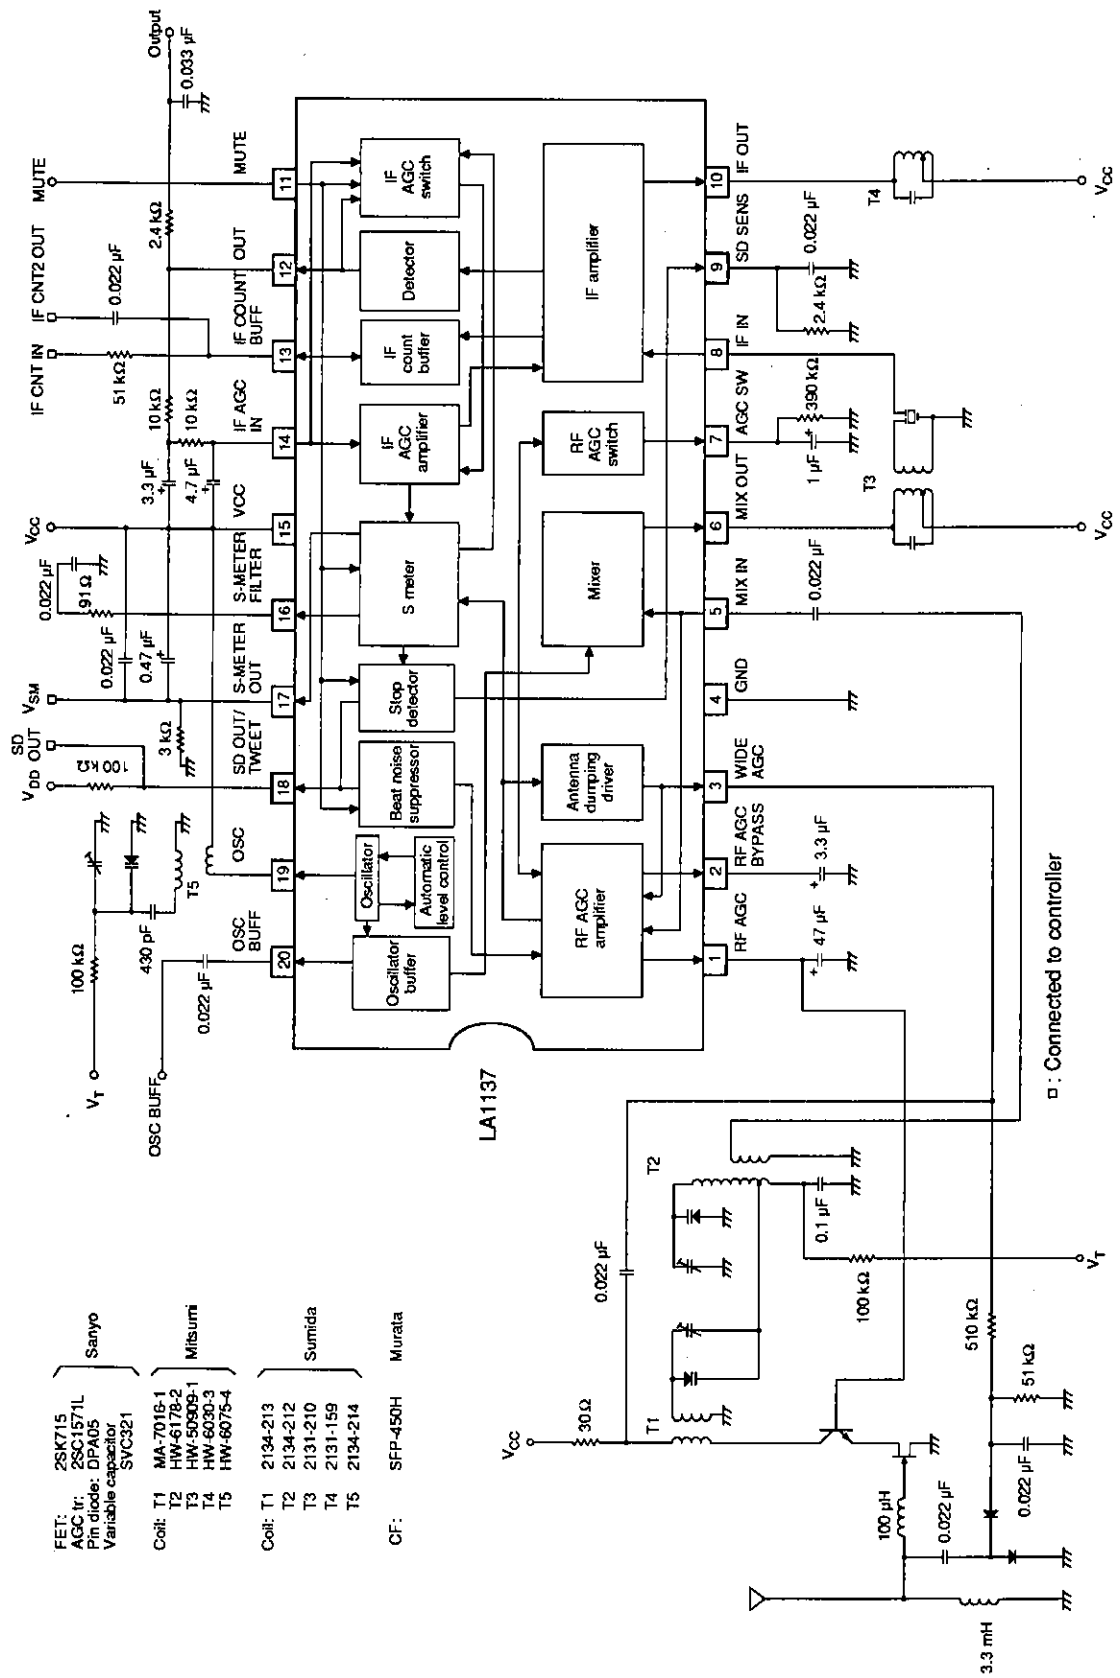 FET: 2SK715
AGC tr: 2SC1571L
Pin diode: DPA05
Variable capacitor
SVC321
Sanyo
Coil: T1 MA-7016-1
T2 HW-6178-2
T3 HW-50909-1
T4 HW-6030-3
T5 HW-6075-4
Mitsumi
Coil: T1 2134-213
T2 2134-212
T3 2131-210
T4 2131-159
T5 2134-214
Sumida
CF: SFP-450H Murata
VT
OSC BUFF
100 kΩ
430 pF
T5
0.022 µF
VDD
SD OUT
100 kΩ
VSM
3 kΩ
0.022 µF
0.47 µF
0.022 µF
91 Ω
VCC
3.3 µF
4.7 µF
10 kΩ
10 kΩ
IF CNT IN
51 kΩ
IF CNT2 OUT
0.022 µF
2.4 kΩ
MUTE
Output
0.033 µF
OSC BUFF
OSC
SD OUT/ TWEET
S-METER OUT
S-METER FILTER
VCC
IF AGC IN
IF COUNT BUFF
OUT
MUTE
20
19
18
17
16
15
14
13
12
11
LA1137
Oscillator buffer
Oscillator
Automatic level control
Beat noise suppressor
Stop detector
S meter
IF AGC amplifier
IF count buffer
Detector
IF AGC switch
RF AGC amplifier
Antenna dumping driver
Mixer
RF AGC switch
IF amplifier
1
2
3
4
5
6
7
8
9
10
RF AGC
RF AGC BYPASS
WIDE AGC
GND
MIX IN
MIX OUT
AGC SW
IF IN
SD SENS
IF OUT
47 µF
3.3 µF
0.022 µF
T3
VCC
1 µF
390 kΩ
2.4 kΩ
0.022 µF
T4
VCC
VCC
30 Ω
T1
0.022 µF
T2
0.1 µF
100 kΩ
VT
510 kΩ
51 kΩ
0.022 µF
100 µH
0.022 µF
3.3 mH
□ : Connected to controller